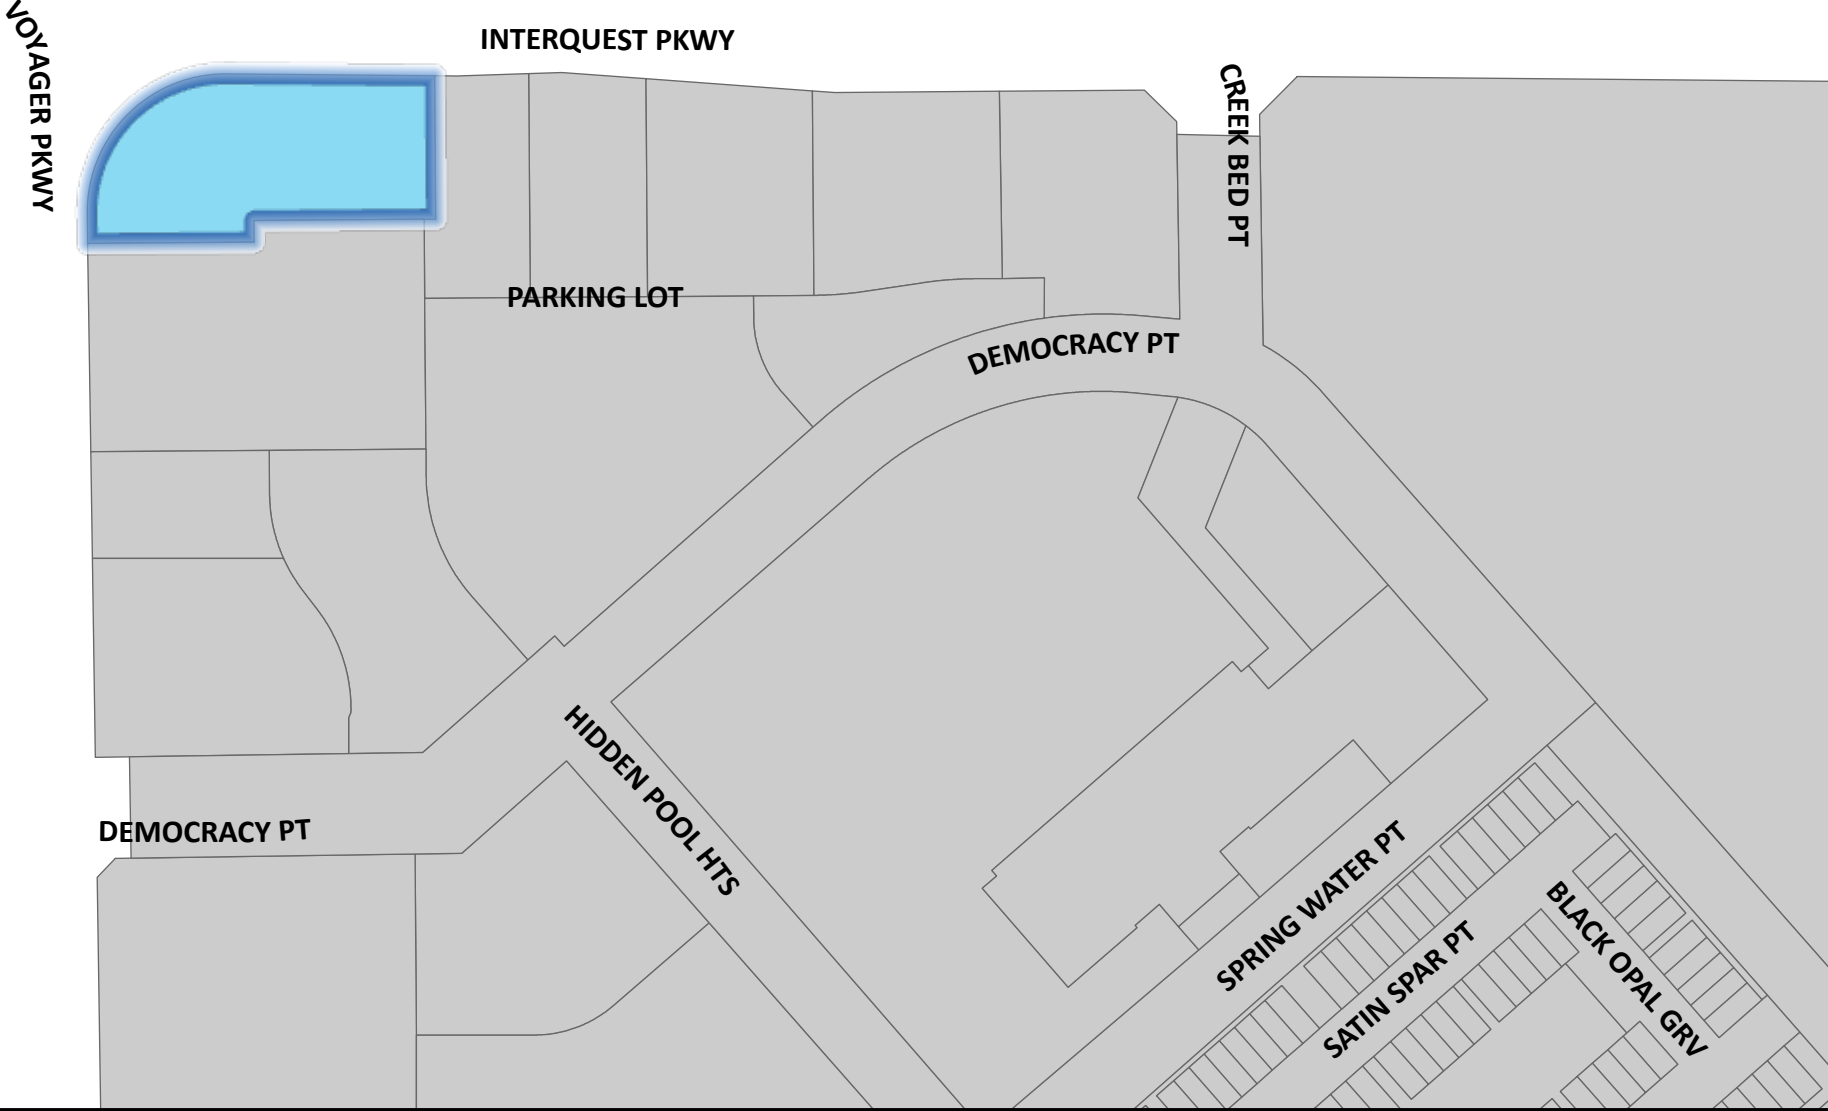 VOYAGER PKWY
INTERQUEST PKWY
CREEK BED PT
PARKING LOT
DEMOCRACY PT
HIDDEN POOL HTS
DEMOCRACY PT
SPRING WATER PT
SATIN SPAR PT
BLACK OPAL GRV